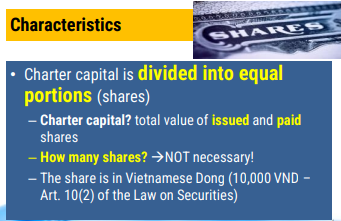 Characteristics
SHARES
• Charter capital is divided into equal
portions (shares)
– Charter capital? total value of issued and paid
shares
– How many shares? →NOT necessary!
– The share is in Vietnamese Dong (10,000 VND –
Art. 10(2) of the Law on Securities)